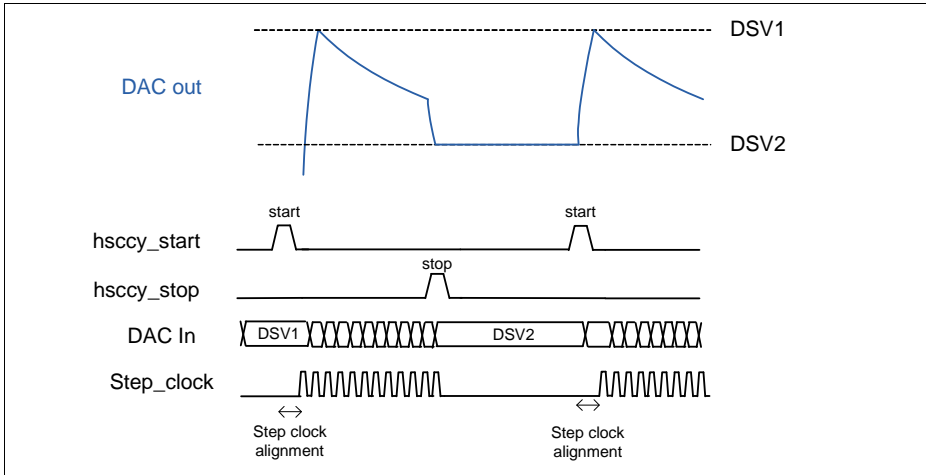 DSV1
DAC out
DSV2
start
start
hsccy_start
stop
hsccy_stop
DAC In
DSV1
DSV2
Step_clock
Step clock
alignment
Step clock
alignment